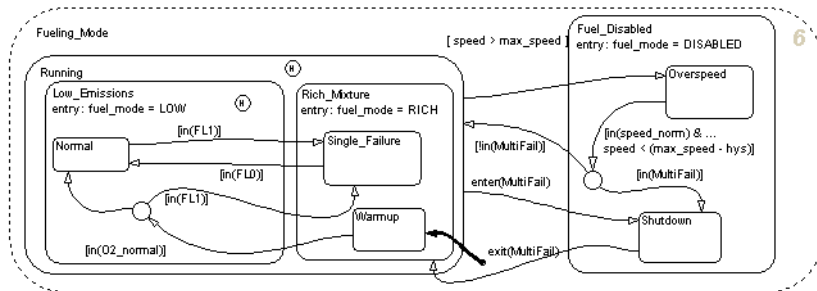 Fueling_Mode
[ speed > max_speed ]
Fuel_Disabled
entry: fuel_mode = DISABLED
6
Running
H
Overspeed
Low_Emissions
entry: fuel_mode = LOW
H
Rich_Mixture
entry: fuel_mode = RICH
[in(FL1)]
Normal
Single_Failure
[in(speed_norm) & ...
speed < (max_speed - hys)]
[!in(MultiFail)]
[in(FL0)]
[in(MultiFail)]
enter(MultiFail)
[in(FL1)]
Warmup
Shutdown
[in(O2_normal)]
exit(MultiFail)